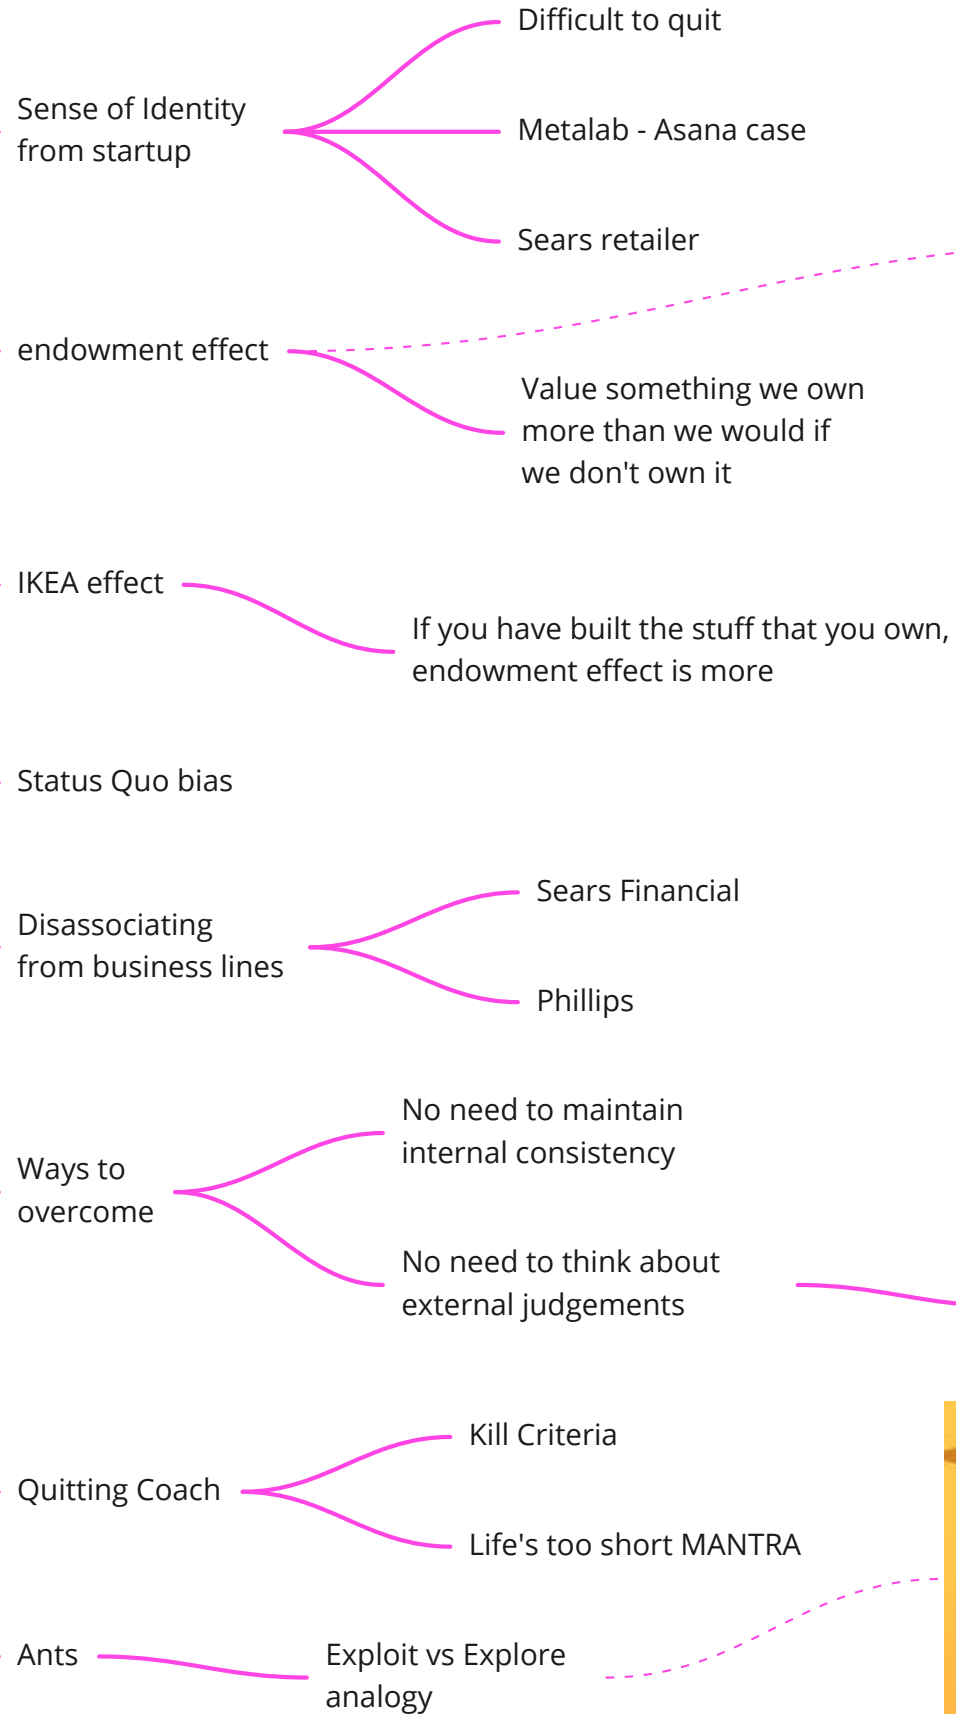 Difficult to quit
Sense of Identity
from startup
Metalab - Asana case
Sears retailer
endowment effect
Value something we own
more than we would if
we don't own it
IKEA effect
If you have built the stuff that you own,
endowment effect is more
Status Quo bias
Disassociating
from business lines
Sears Financial
Phillips
Ways to
overcome
No need to maintain
internal consistency
No need to think about
external judgements
Quitting Coach
Kill Criteria
Life's too short MANTRA
Ants
Exploit vs Explore
analogy